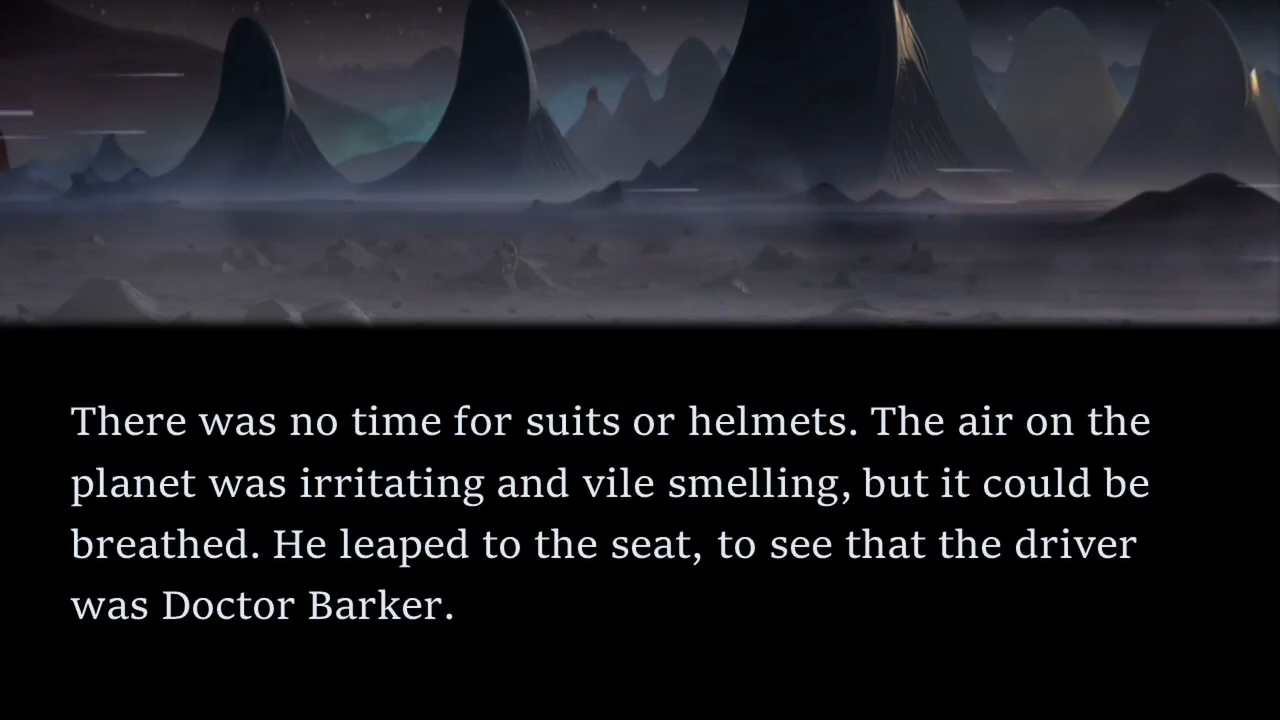 There was no time for suits or helmets. The air on the
planet was irritating and vile smelling, but it could be
breathed. He leaped to the seat, to see that the driver
was Doctor Barker.